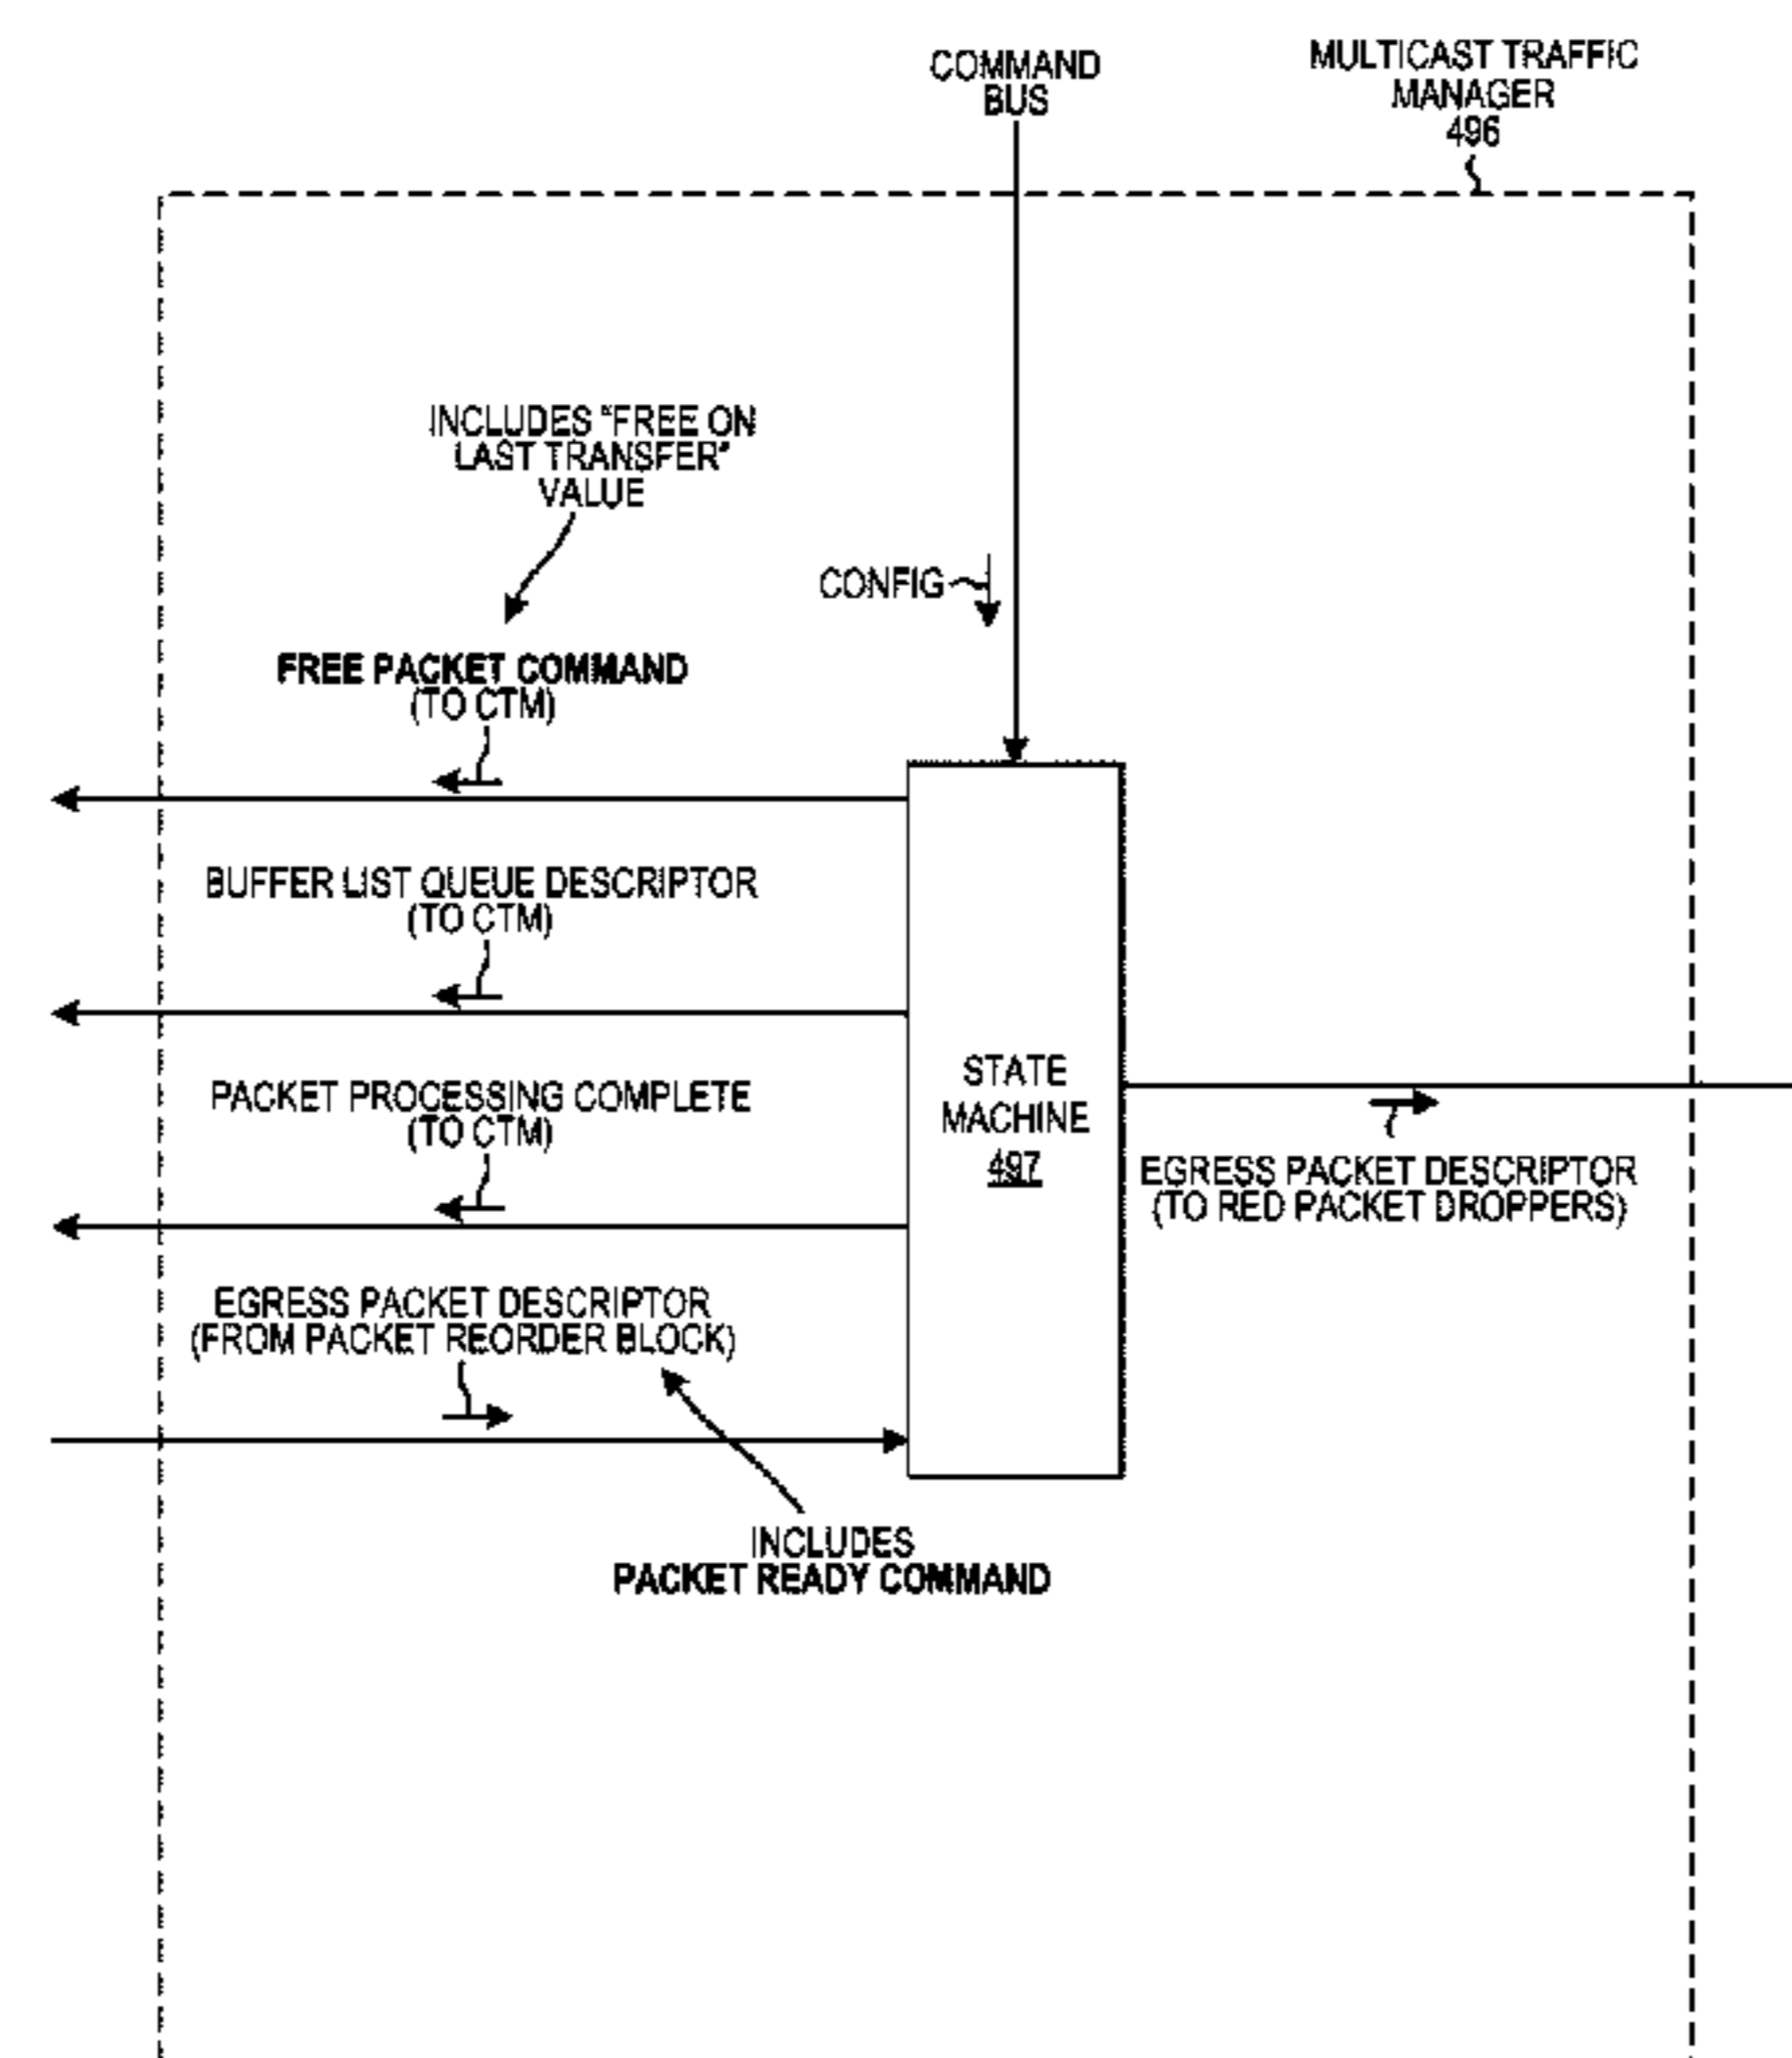 COMMAND
BUS
MULTICAST TRAFFIC
MANAGER
496
INCLUDES "FREE ON
LAST TRANSFER"
VALUE
CONFIG
FREE PACKET COMMAND
(TO CTM)
BUFFER LIST QUEUE DESCRIPTOR
(TO CTM)
PACKET PROCESSING COMPLETE
(TO CTM)
STATE
MACHINE
497
EGRESS PACKET DESCRIPTOR
(TO RED PACKET DROPPERS)
EGRESS PACKET DESCRIPTOR
(FROM PACKET REORDER BLOCK)
INCLUDES
PACKET READY COMMAND